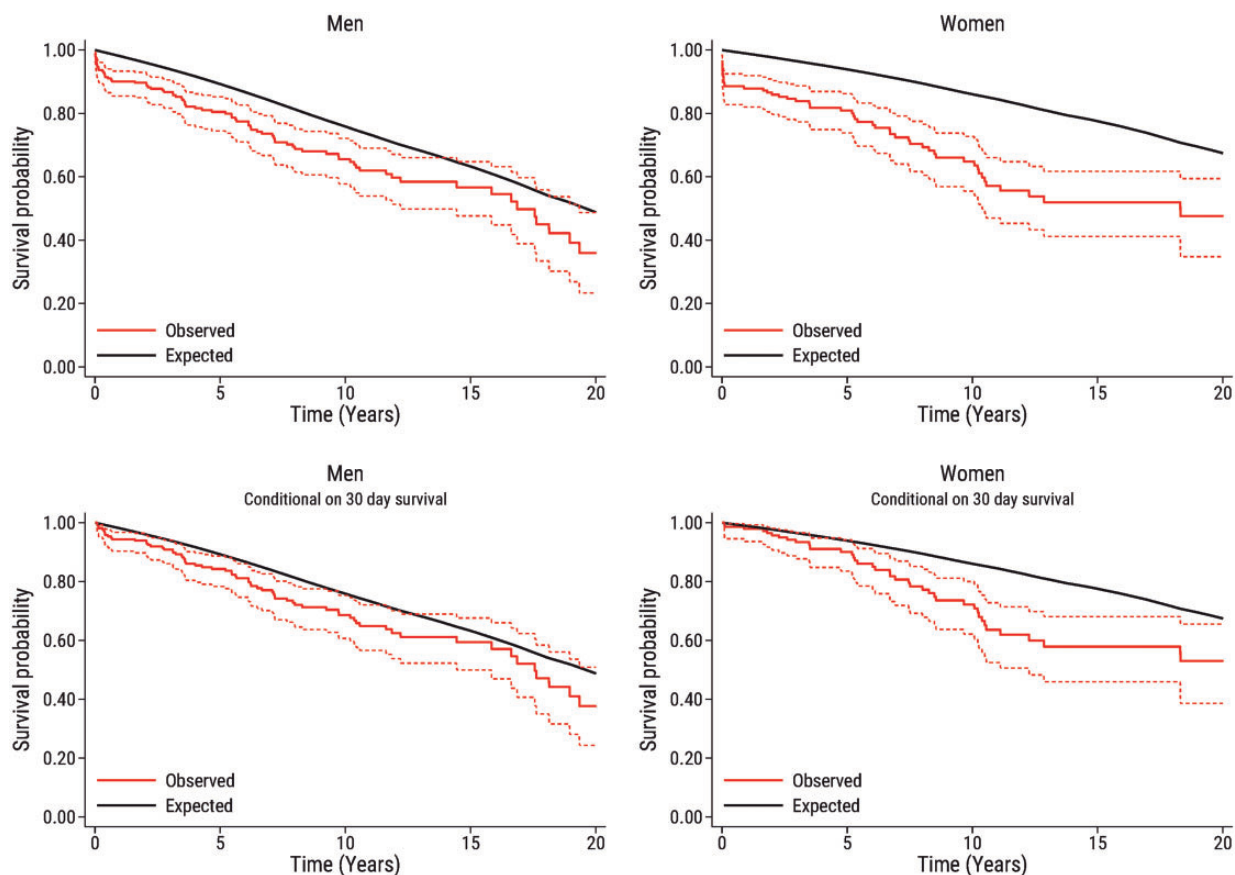 Men
1.00
0.80
0.60
0.40
0.20
0.00
Survival probability
Observed
Expected
0 5 10 15 20
Time (Years)
Women
1.00
0.80
0.60
0.40
0.20
0.00
Survival probability
Observed
Expected
0 5 10 15 20
Time (Years)
Men
Conditional on 30 day survival
1.00
0.80
0.60
0.40
0.20
0.00
Survival probability
Observed
Expected
0 5 10 15 20
Time (Years)
Women
Conditional on 30 day survival
1.00
0.80
0.60
0.40
0.20
0.00
Survival probability
Observed
Expected
0 5 10 15 20
Time (Years)